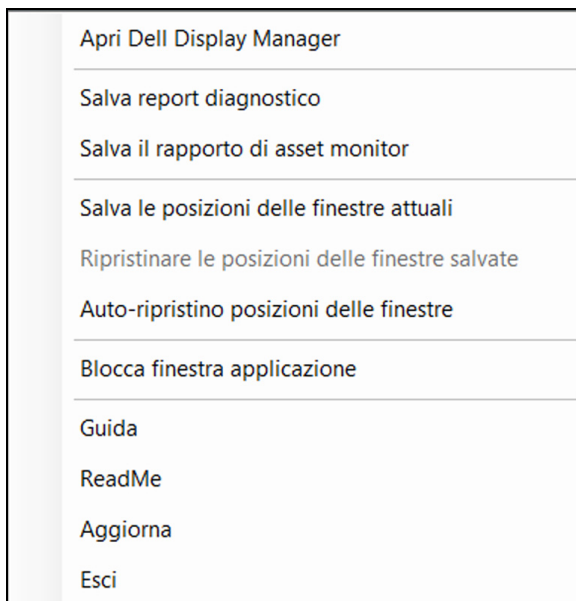 Apri Dell Display Manager
Salva report diagnostico
Salva il rapporto di asset monitor
Salva le posizioni delle finestre attuali
Ripristinare le posizioni delle finestre salvate
Auto-ripristino posizioni delle finestre
Blocca finestra applicazione
Guida
ReadMe
Aggiorna
Esci